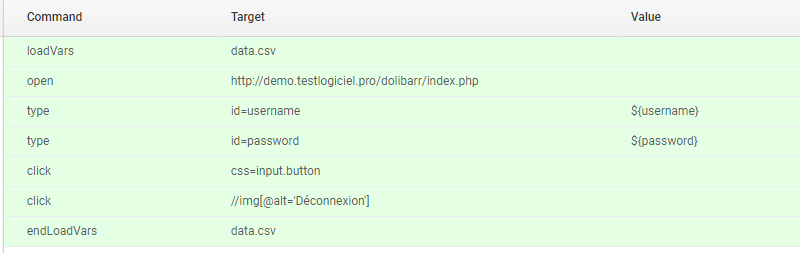 Command Target Value
loadVars data.csv
open http://demo.testlogiciel.pro/dolibarr/index.php
type id=username ${username}
type id=password ${password}
click css=input.button
click //img[@alt='Déconnexion']
endLoadVars data.csv